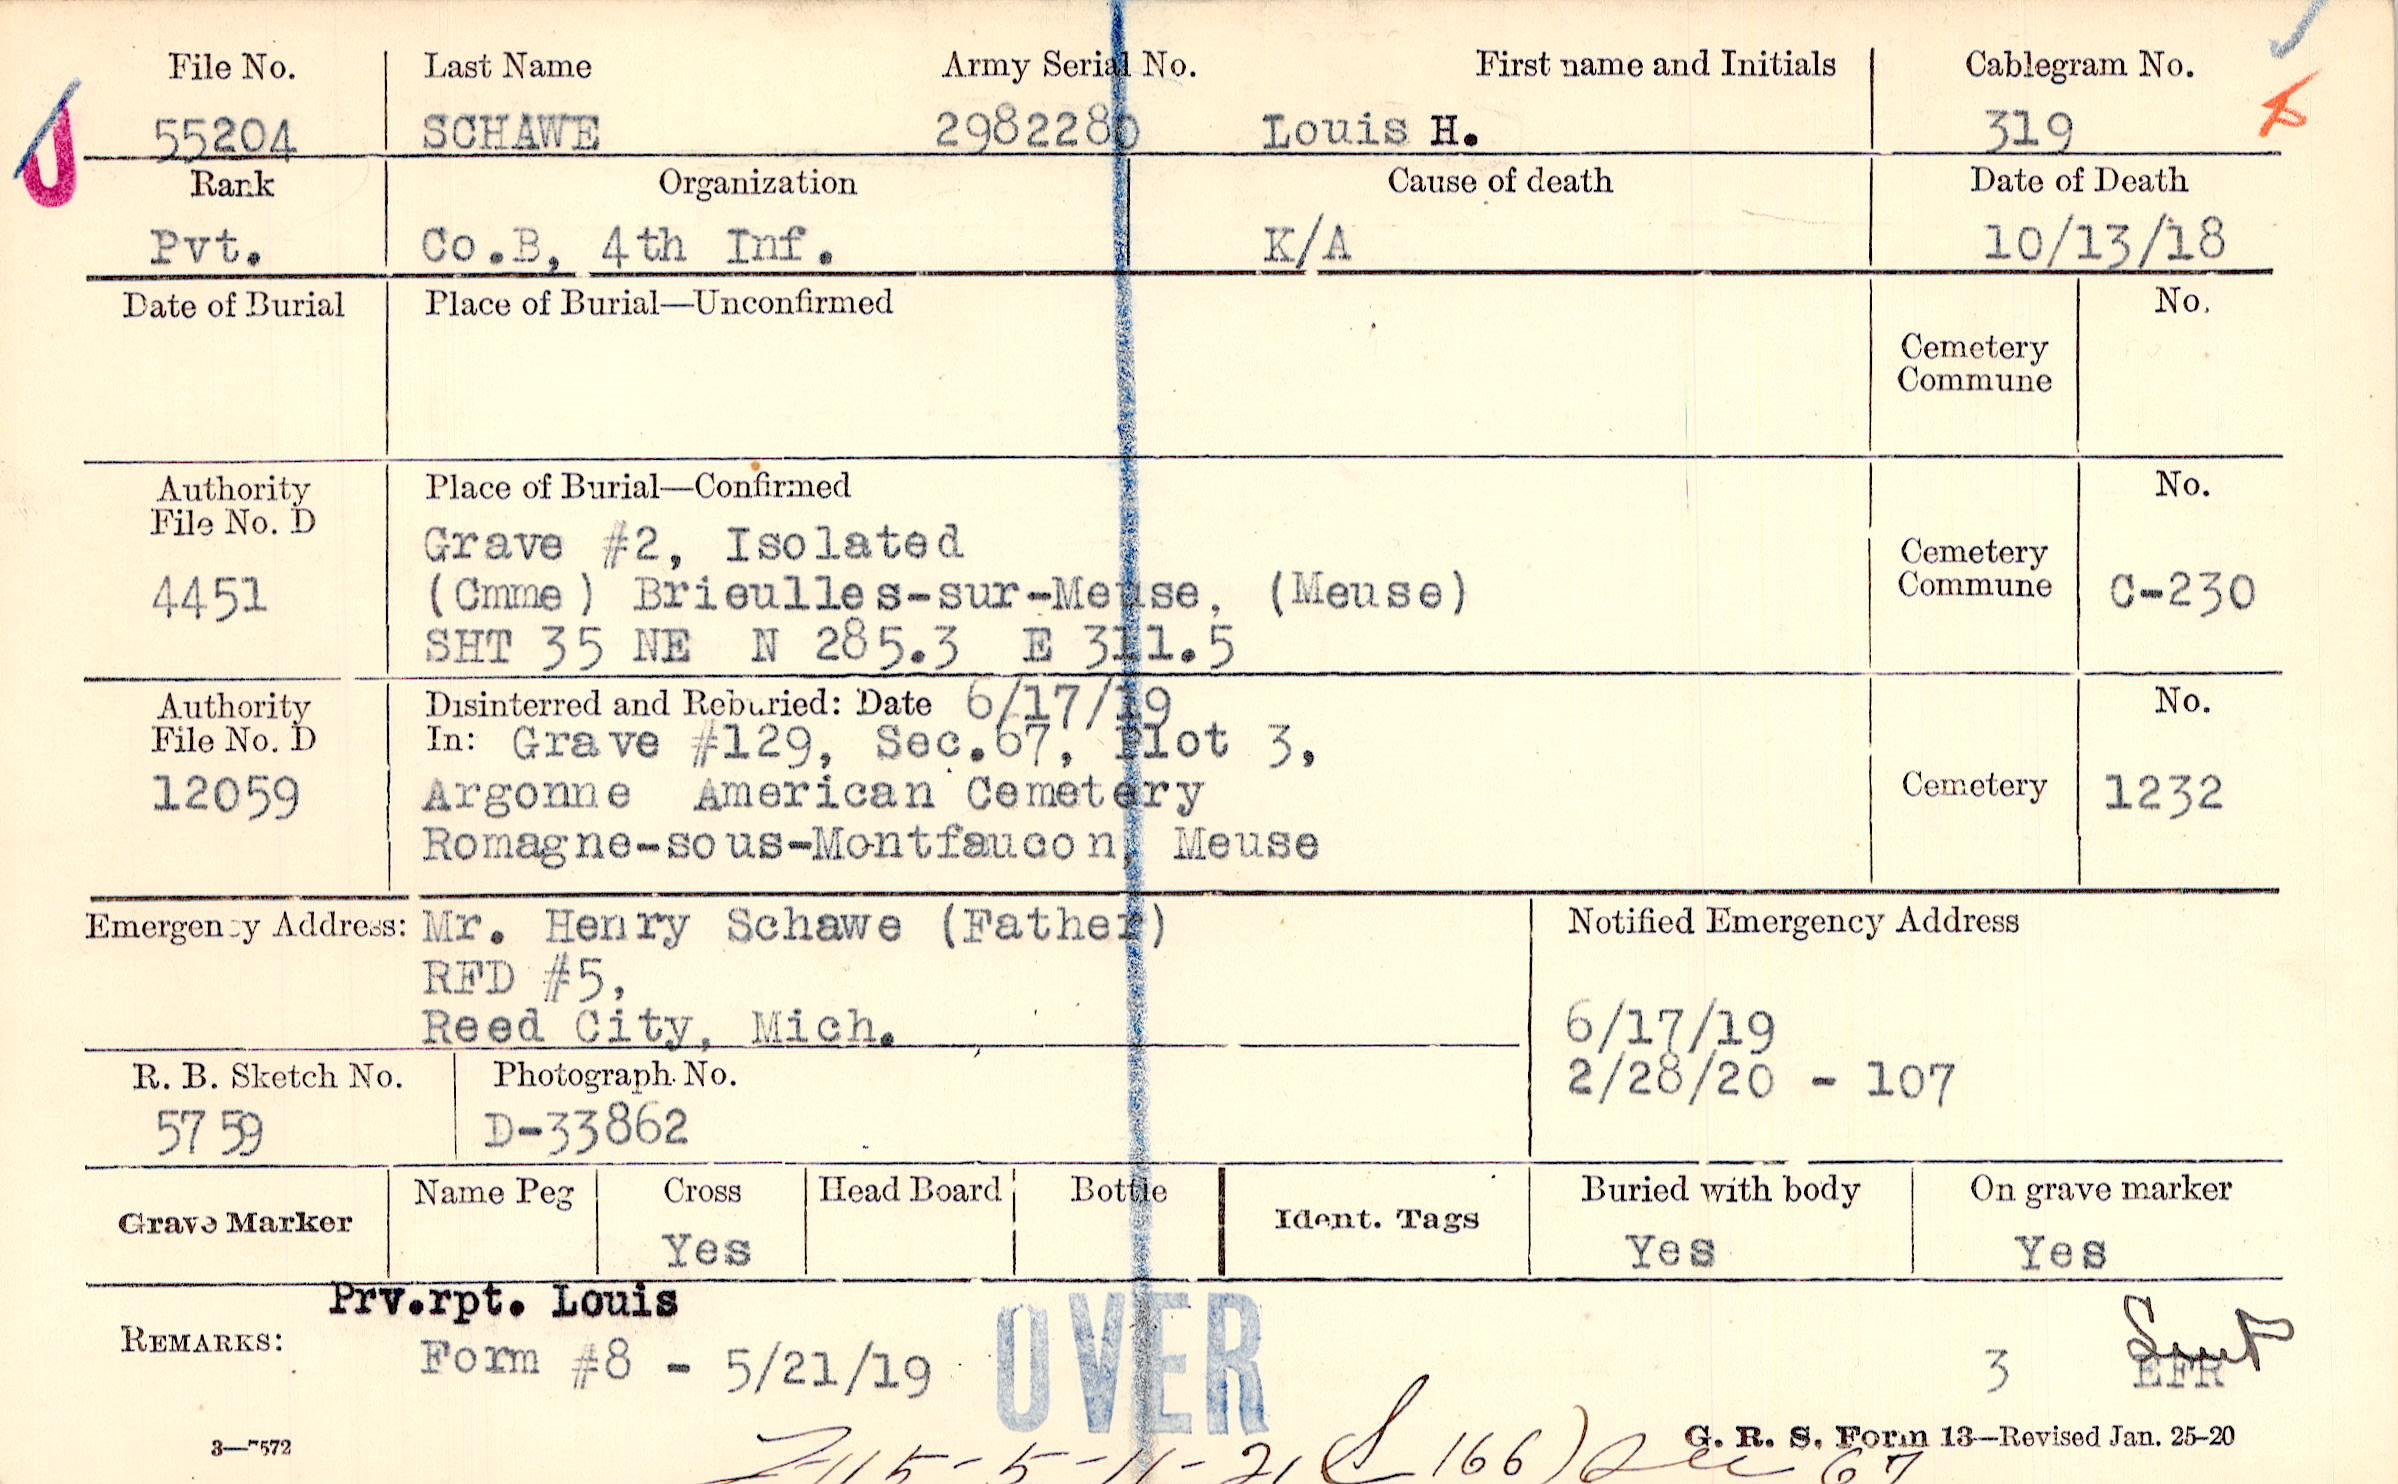 File No. Last Name Army Serial No. First name and Initials Cablegram No.
55204 SCHAWE 2982280 Louis H. 319
Rank Organization Cause of death Date of Death
Pvt. Co.B, 4th Inf. K/A 10/13/18
Date of Burial Place of Burial—Unconfirmed No.
Cemetery
Commune
Authority Place of Burial—Confirmed No.
File No. D
Grave #2, Isolated
Cemetery
4451 (Cmme) Brieulles-sur-Meuse, (Meuse) Commune C-230
SHT 35 NE N 285.3 E 311.5
Authority Disinterred and Reburied: Date 6/17/19 No.
File No. D In: Grave #129, Sec.67, Plot 3,
12059 Argonne American Cemetery Cemetery 1232
Romagne-sous-Montfaucon, Meuse
Emergency Address: Mr. Henry Schawe (Father) Notified Emergency Address
RFD #5,
Reed City, Mich. 6/17/19
R. B. Sketch No. Photograph No. 2/28/20 - 107
5759 D-33862
Grave Marker Name Peg Cross Head Board Bottle Ident. Tags Buried with body On grave marker
Yes Yes Yes
Prv.rpt. Louis
REMARKS: Form #8 - 5/21/19 OVER 3 EFR
3—7572 G. R. S. Form 13—Revised Jan. 25-20